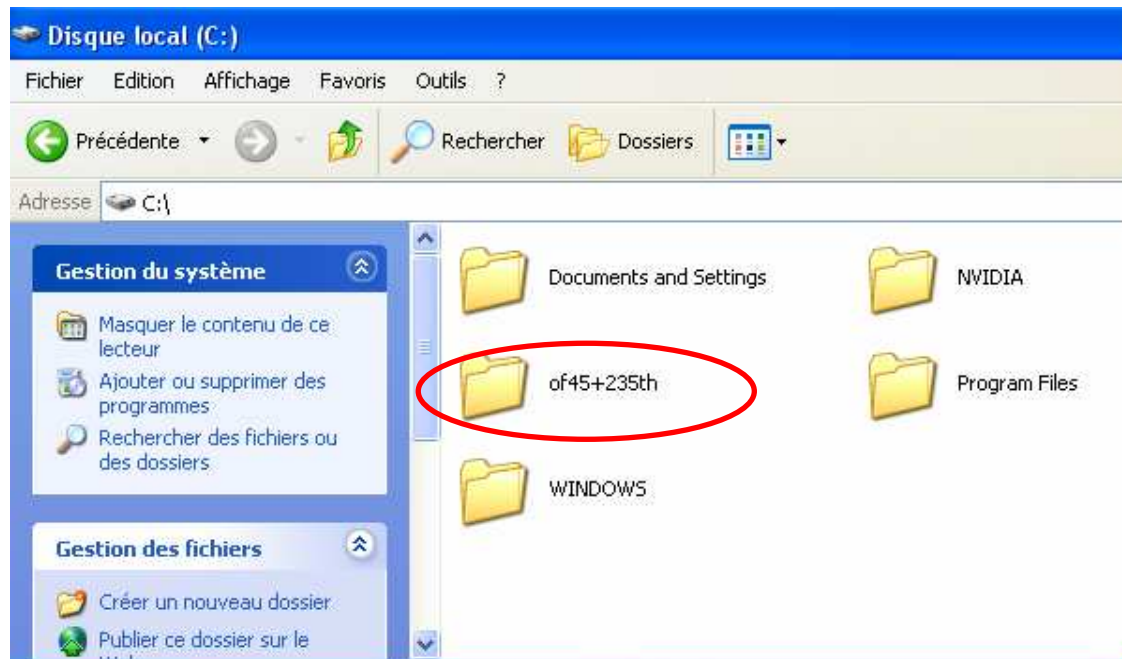 Disque local (C:)
Fichier Edition Affichage Favoris Outils ?
Précédente Rechercher Dossiers
Adresse C:\
Gestion du système
Masquer le contenu de ce
lecteur
Ajouter ou supprimer des
programmes
Rechercher des fichiers ou
des dossiers
Gestion des fichiers
Créer un nouveau dossier
Publier ce dossier sur le
Documents and Settings
NVIDIA
of45+235th
Program Files
WINDOWS